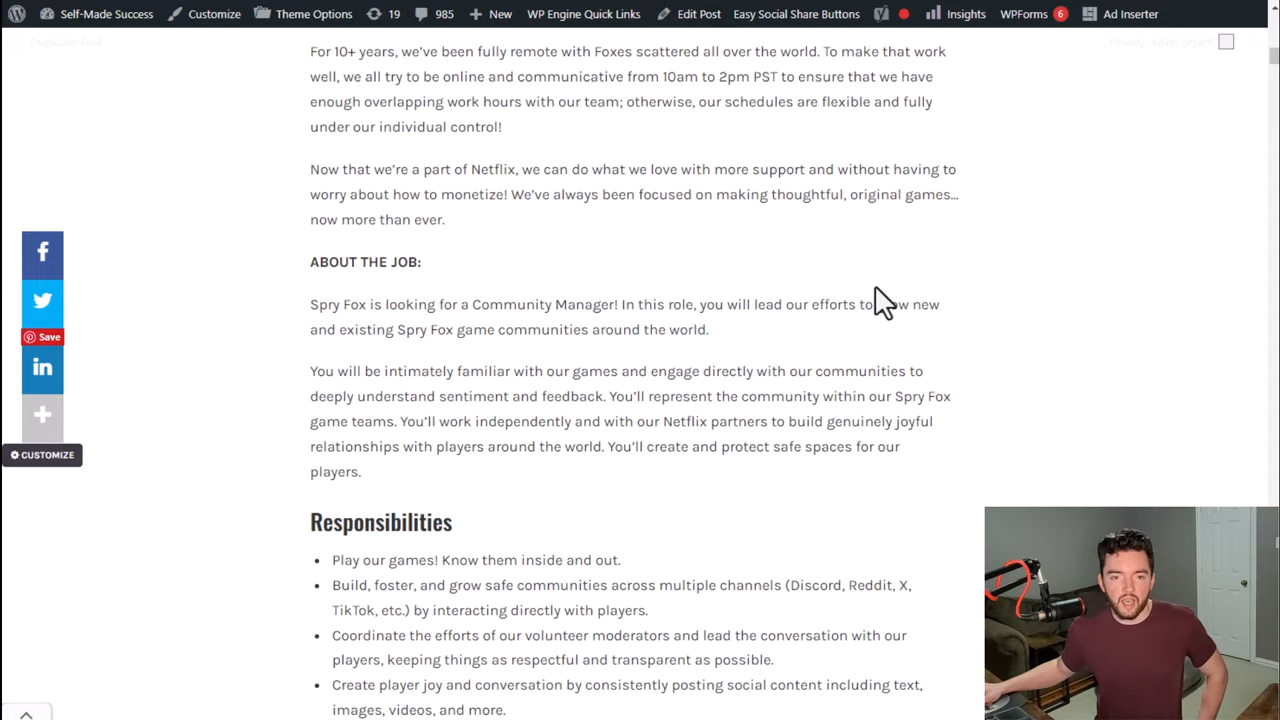 Self-Made Success Customize Theme Options 19 985 New WP Engine Quick Links Edit Post Easy Social Share Buttons Insights WPForms 6 Ad Inserter
Duplicate Post
For 10+ years, we've been fully remote with Foxes scattered all over the world. To make that work
well, we all try to be online and communicative from 10am to 2pm PST to ensure that we have
enough overlapping work hours with our team; otherwise, our schedules are flexible and fully
under our individual control!
Now that we're a part of Netflix, we can do what we love with more support and without having to
worry about how to monetize! We've always been focused on making thoughtful, original games…
now more than ever.
ABOUT THE JOB:
Spry Fox is looking for a Community Manager! In this role, you will lead our efforts to new
and existing Spry Fox game communities around the world.
You will be intimately familiar with our games and engage directly with our communities to
deeply understand sentiment and feedback. You'll represent the community within our Spry Fox
game teams. You'll work independently and with our Netflix partners to build genuinely joyful
relationships with players around the world. You'll create and protect safe spaces for our
players.
Save
CUSTOMIZE
Responsibilities
• Play our games! Know them inside and out.
• Build, foster, and grow safe communities across multiple channels (Discord, Reddit, X,
TikTok, etc.) by interacting directly with players.
• Coordinate the efforts of our volunteer moderators and lead the conversation with our
players, keeping things as respectful and transparent as possible.
• Create player joy and conversation by consistently posting social content including text,
images, videos, and more.